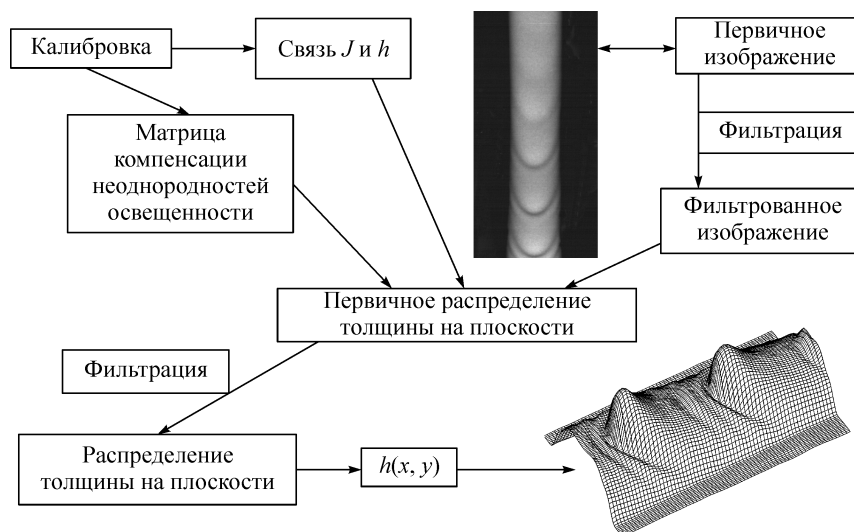 Калибровка
Связь J и h
Первичное
изображение
Матрица
компенсации
неоднородностей
освещенности
Фильтрация
Фильтрованное
изображение
Первичное распределение
толщины на плоскости
Фильтрация
Распределение
толщины на плоскости
h(x, y)